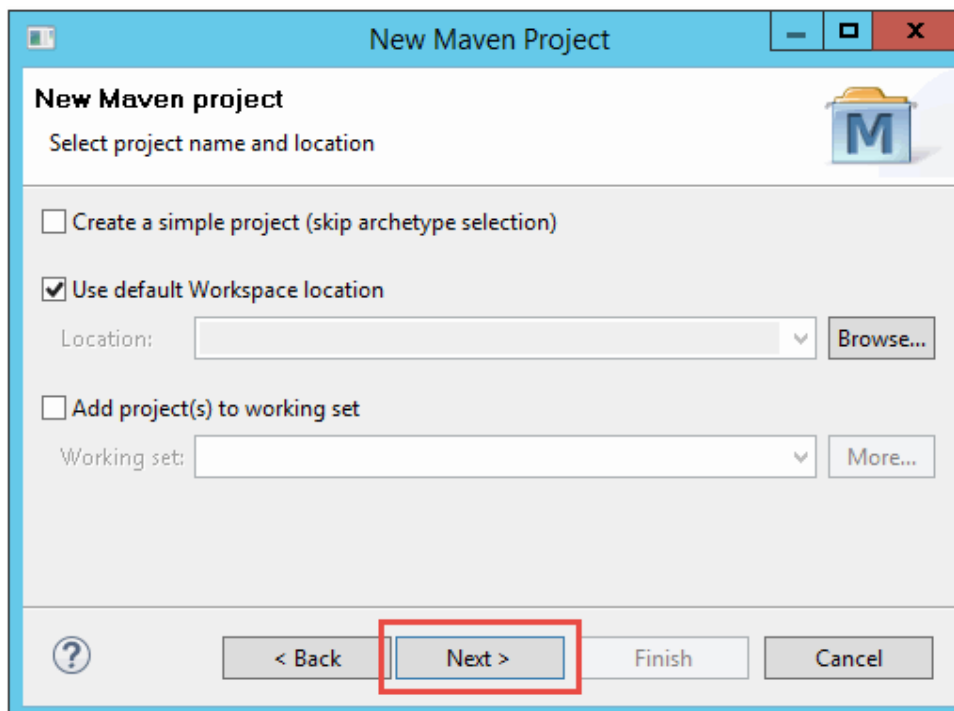 New Maven Project
New Maven project
Select project name and location
M
Create a simple project (skip archetype selection)
Use default Workspace location
Location:
Browse...
Add project(s) to working set
Working set:
More...
?
< Back
Next >
Finish
Cancel